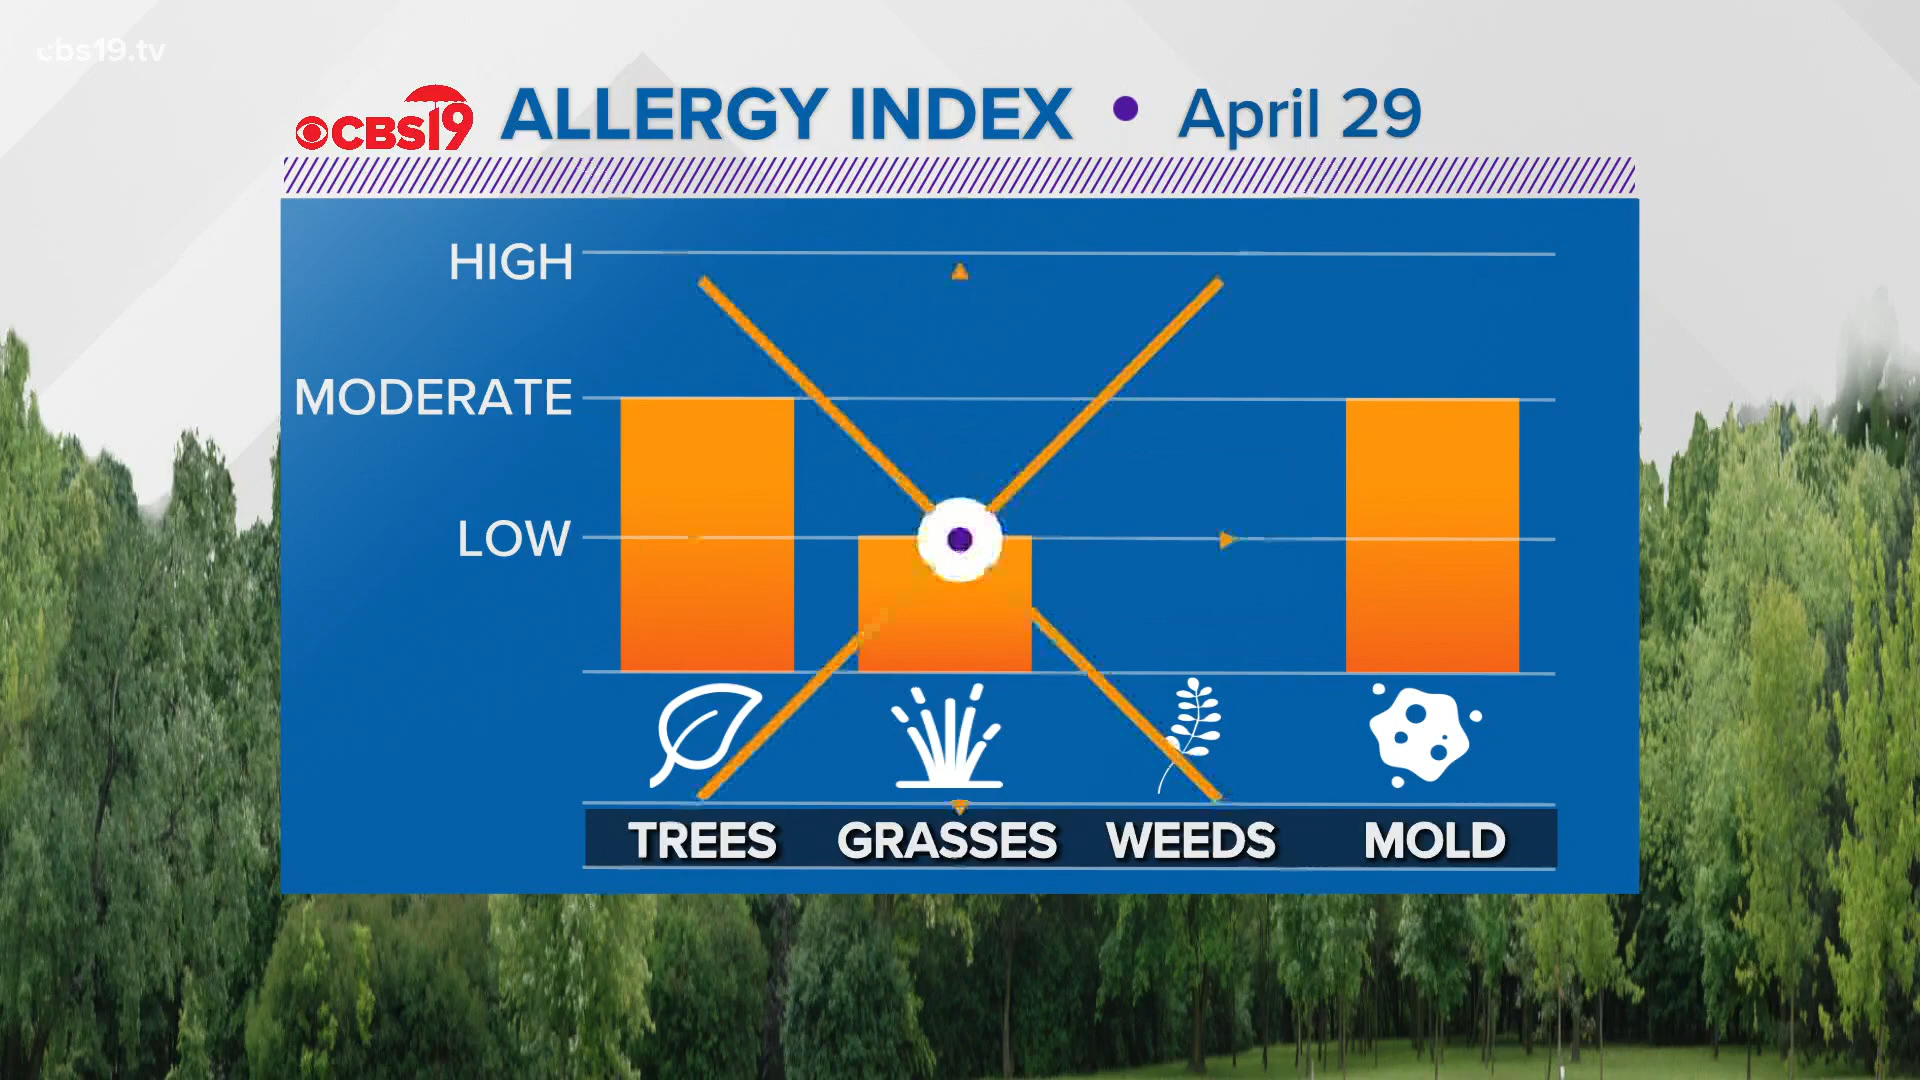 cbs19.tv
CBS19 ALLERGY INDEX • April 29
HIGH
MODERATE
LOW
TREES GRASSES WEEDS MOLD